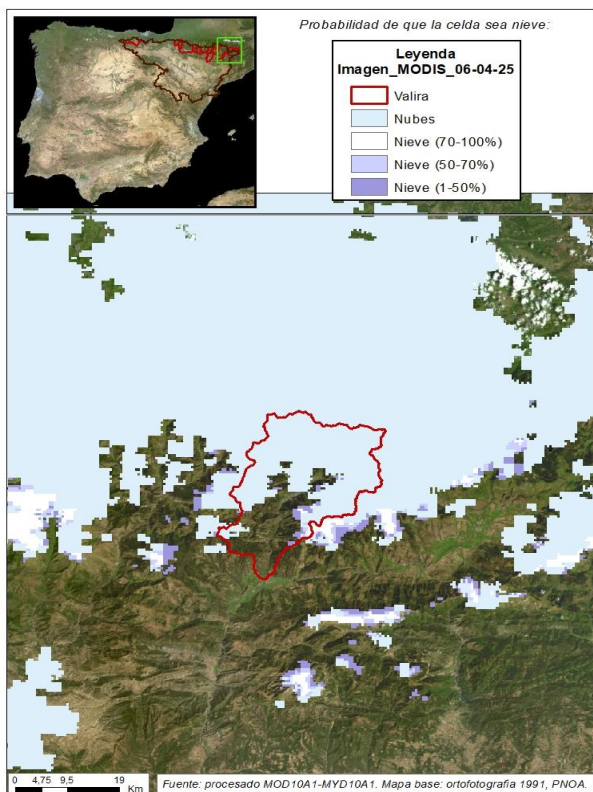 Probabilidad de que la celda sea nieve:
Leyenda
Imagen_MODIS_06-04-25
Valira
Nubes
Nieve (70-100%)
Nieve (50-70%)
Nieve (1-50%)
0 4,75 9,5 19
Km
Fuente: procesado MOD10A1-MYD10A1. Mapa base: ortofotografia 1991, PNOA.